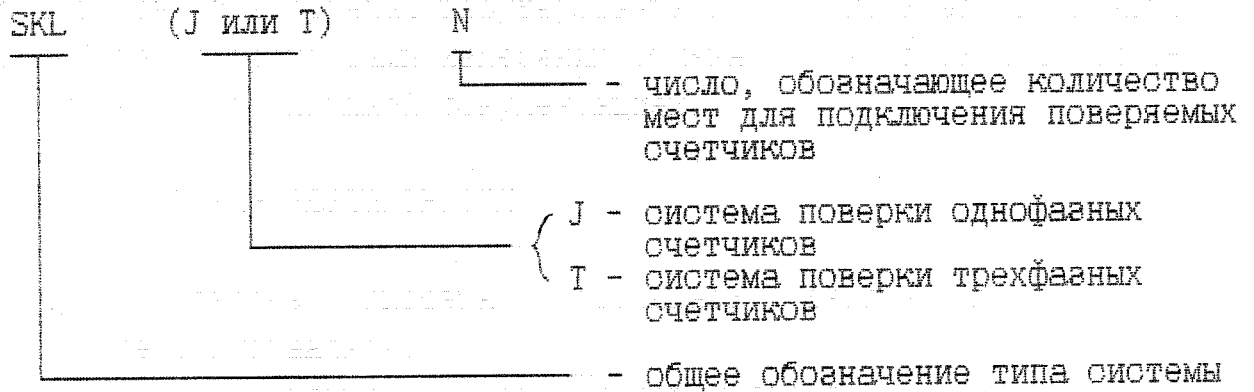 SKL (J или T) N
- число, обозначающее количество
мест для подключения поверяемых
счетчиков
J - система поверки однофазных
счетчиков
T - система поверки трехфазных
счетчиков
- общее обозначение типа системы